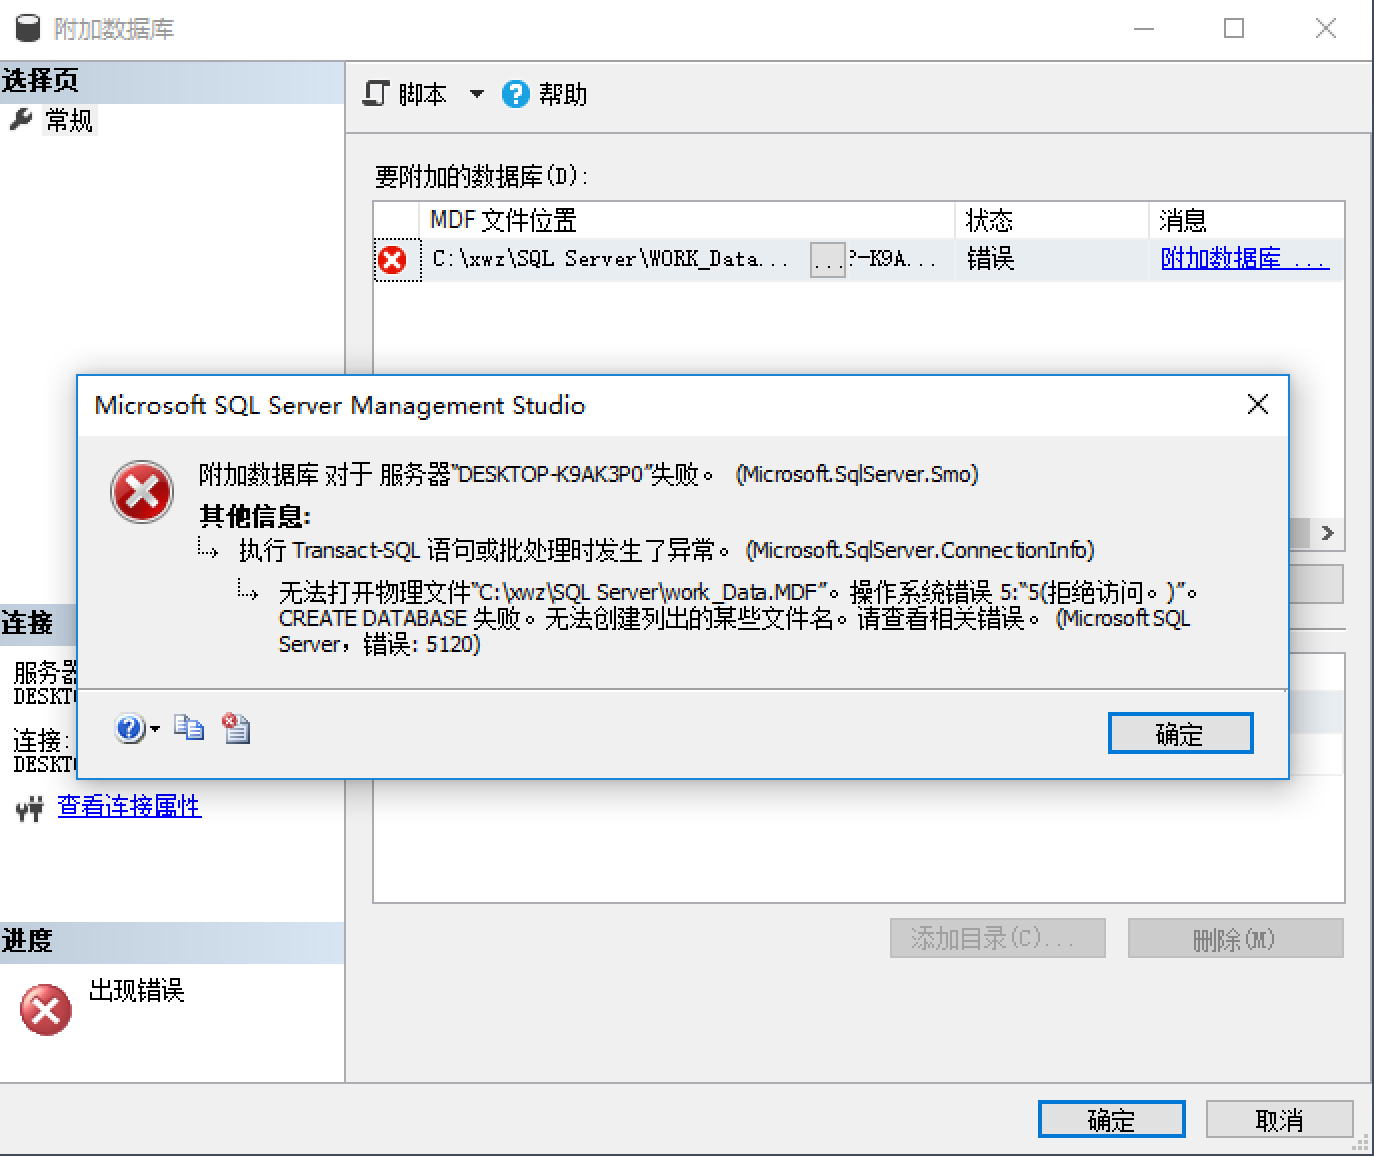 附加数据库
选择页
常规
脚本
帮助
要附加的数据库(D):
MDF 文件位置 状态 消息
C:\xwz\SQL Server\WORK_Data... ... ?-K9A... 错误 附加数据库 ...
Microsoft SQL Server Management Studio
附加数据库 对于 服务器“DESKTOP-K9AK3P0”失败。 (Microsoft.SqlServer.Smo)
其他信息:
执行 Transact-SQL 语句或批处理时发生了异常。 (Microsoft.SqlServer.ConnectionInfo)
无法打开物理文件“C:\xwz\SQL Server\work_Data.MDF”。操作系统错误 5:“5(拒绝访问。)”。
CREATE DATABASE 失败。无法创建列出的某些文件名。请查看相关错误。 (Microsoft SQL
Server，错误: 5120)
确定
连接
服务器
DESKT
连接:
DESKT
查看连接属性
添加目录(C)... 删除(M)
进度
出现错误
确定 取消